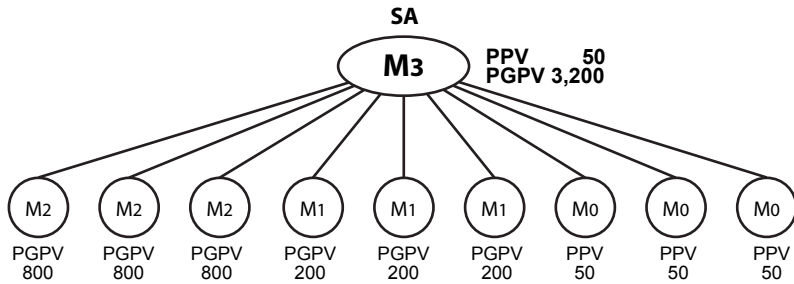 SA
M3
PPV 50
PGPV 3,200
M2 M2 M2 M1 M1 M1 M0 M0 M0
PGPV PGPV PGPV PGPV PGPV PGPV PPV PPV PPV
800 800 800 200 200 200 50 50 50